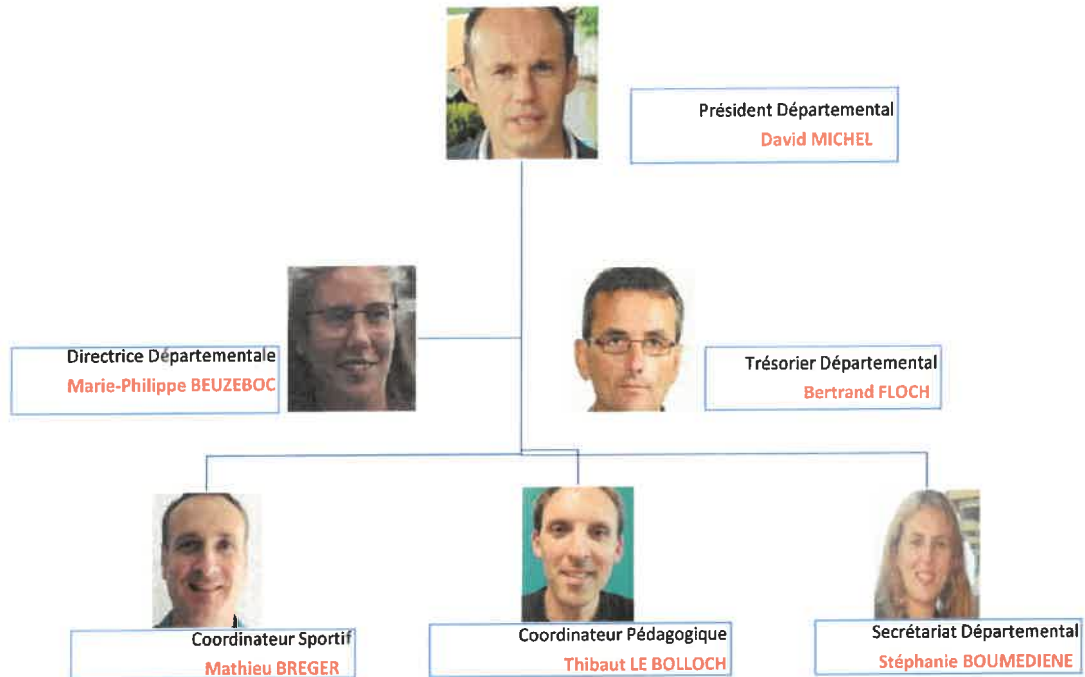 Président Départemental
David MICHEL
Directrice Départementale
Marie-Philippe BEUZEBOC
Trésorier Départemental
Bertrand FLOCH
Coordinateur Sportif
Mathieu BREGER
Coordinateur Pédagogique
Thibaut LE BOLLOCH
Secrétariat Départemental
Stéphanie BOUMEDIENE